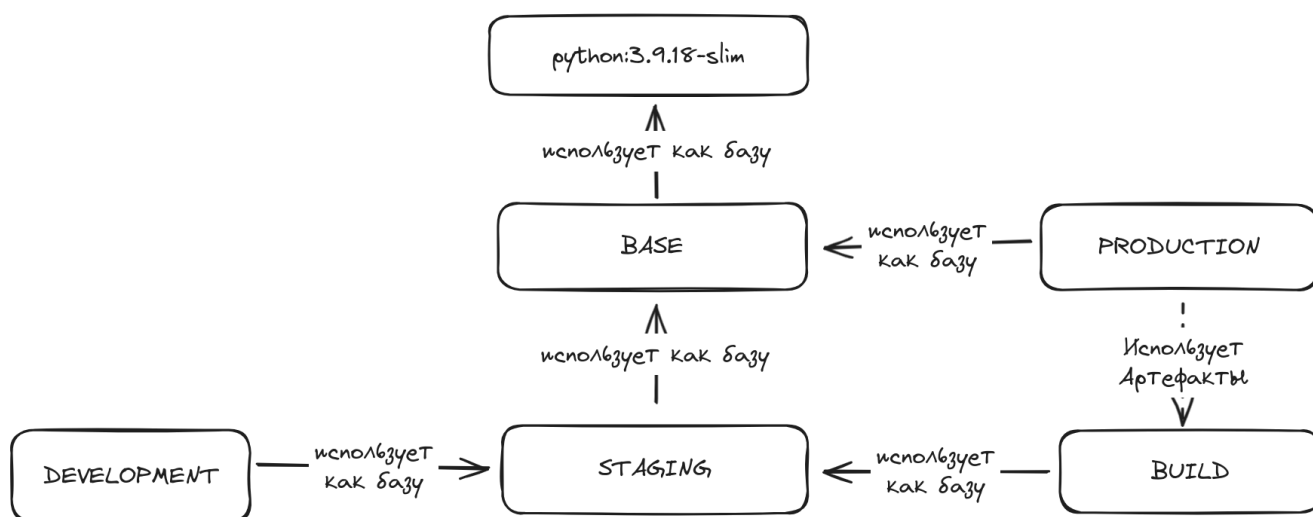 python:3.9.18-slim
использует как базу
BASE
использует
как базу
PRODUCTION
использует как базу
Использует
Артефакты
DEVELOPMENT
использует
как базу
STAGING
использует
как базу
BUILD